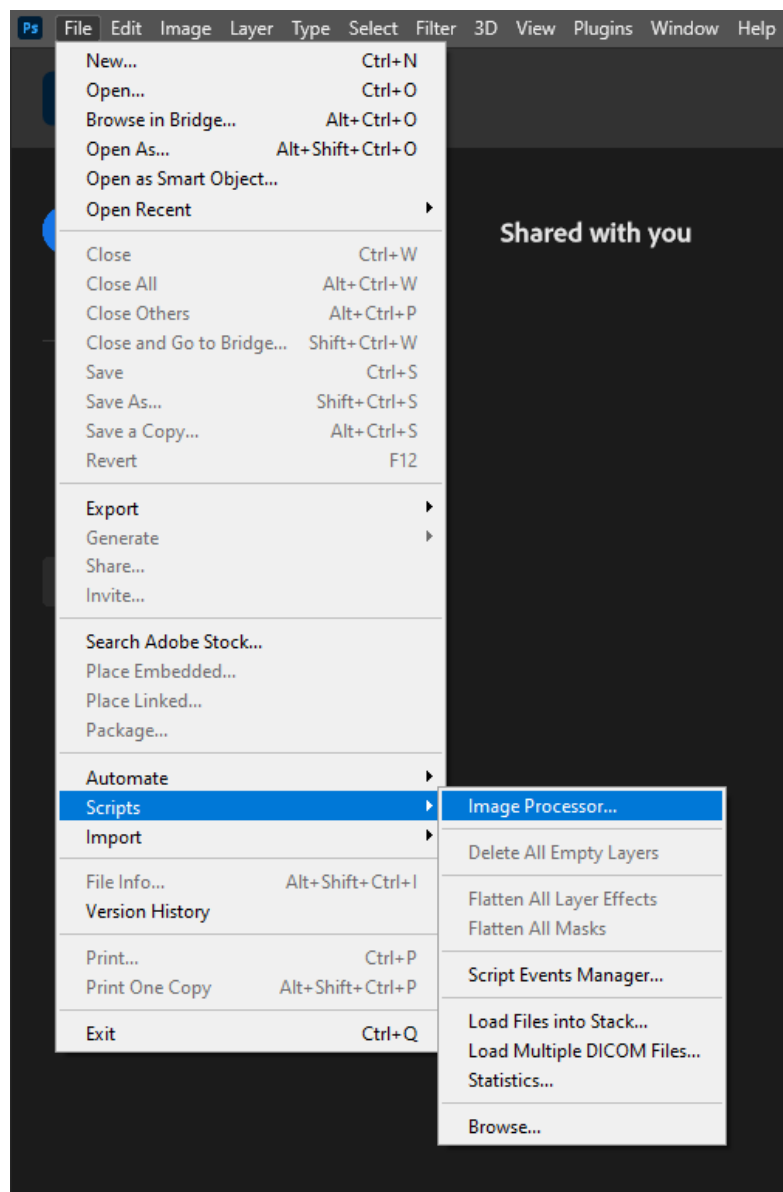 Ps File Edit Image Layer Type Select Filter 3D View Plugins Window Help
New... Ctrl+N
Open... Ctrl+O
Browse in Bridge... Alt+Ctrl+O
Open As... Alt+Shift+Ctrl+O
Open as Smart Object...
Open Recent
Shared with you
Close Ctrl+W
Close All Alt+Ctrl+W
Close Others Alt+Ctrl+P
Close and Go to Bridge... Shift+Ctrl+W
Save Ctrl+S
Save As... Shift+Ctrl+S
Save a Copy... Alt+Ctrl+S
Revert F12
Export
Generate
Share...
Invite...
Search Adobe Stock...
Place Embedded...
Place Linked...
Package...
Automate
Scripts
Import
File Info... Alt+Shift+Ctrl+I
Version History
Print... Ctrl+P
Print One Copy Alt+Shift+Ctrl+P
Exit Ctrl+Q
Image Processor...
Delete All Empty Layers
Flatten All Layer Effects
Flatten All Masks
Script Events Manager...
Load Files into Stack...
Load Multiple DICOM Files...
Statistics...
Browse...